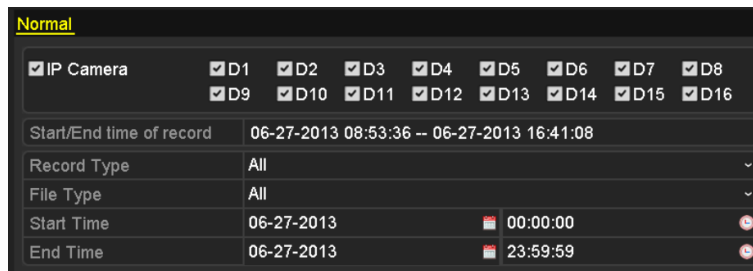 Normal
IP Camera D1 D2 D3 D4 D5 D6 D7 D8
D9 D10 D11 D12 D13 D14 D15 D16
Start/End time of record 06-27-2013 08:53:36 -- 06-27-2013 16:41:08
Record Type All
File Type All
Start Time 06-27-2013 00:00:00
End Time 06-27-2013 23:59:59